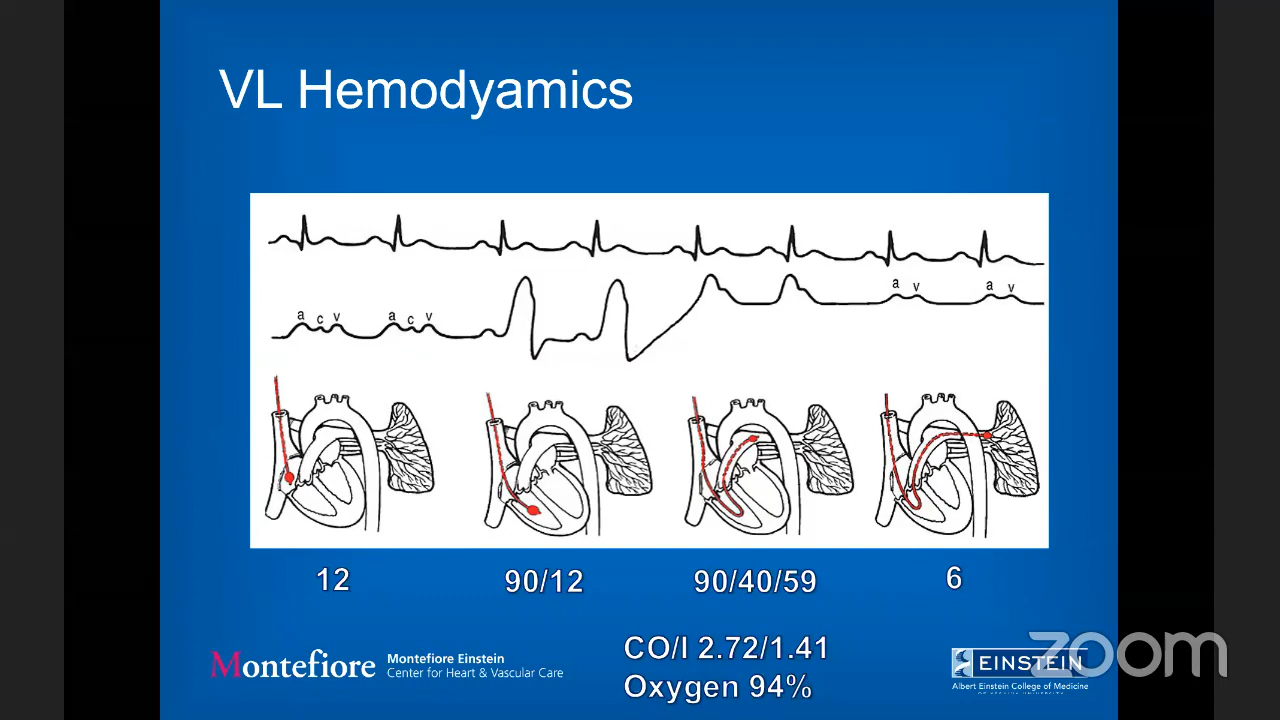 VL Hemodyamics
a c v a c v
a v a v
12 90/12 90/40/59 6
CO/I 2.72/1.41
Oxygen 94%
Montefiore
Montefiore Einstein
Center for Heart & Vascular Care
EINSTEIN
Albert Einstein College of Medicine
zoom